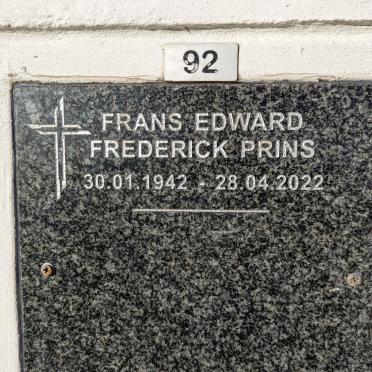 92
FRANS EDWARD
FREDERICK PRINS
30.01.1942 - 28.04.2022